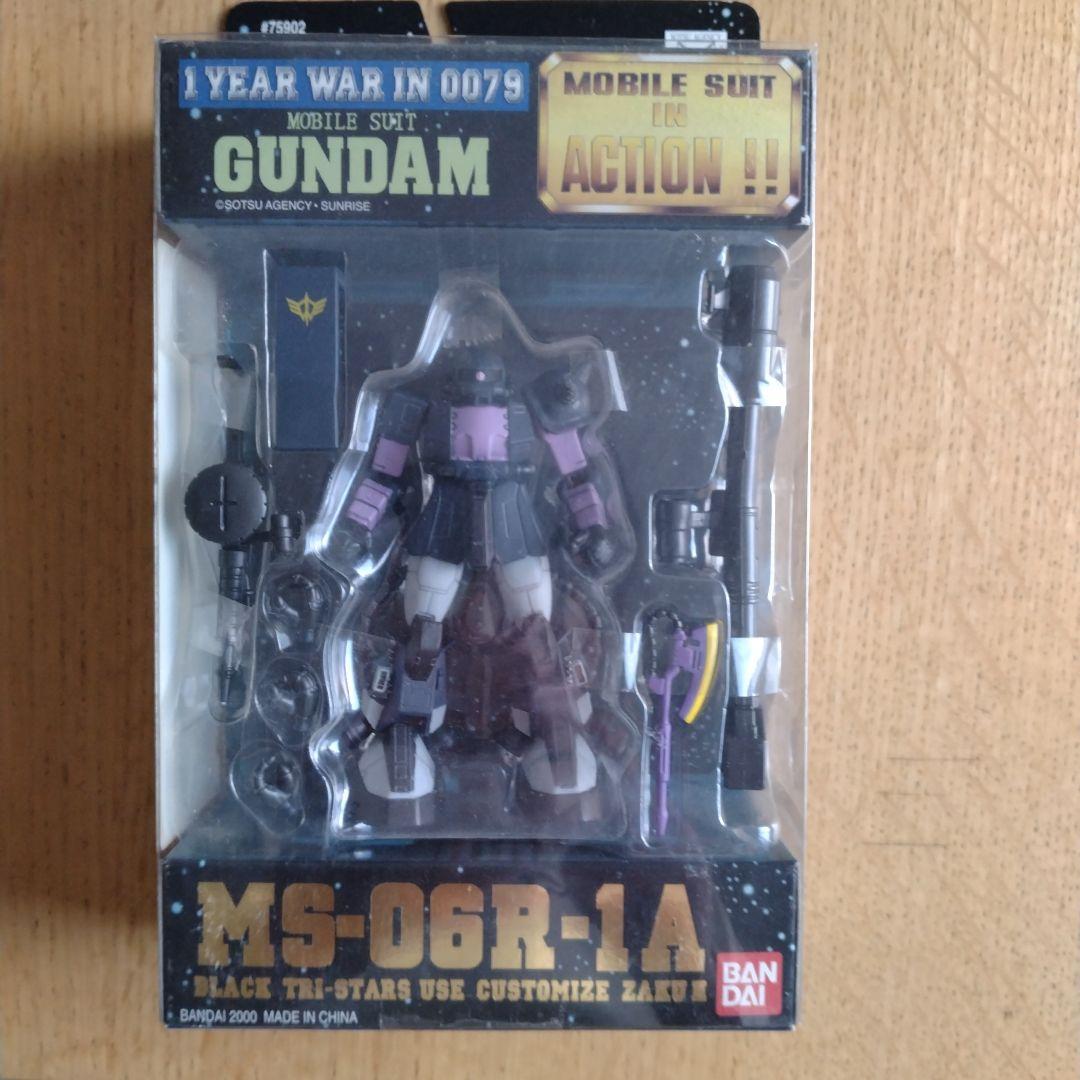 #75902
1 YEAR WAR IN 0079
MOBILE SUIT
GUNDAM
©SOTSU AGENCY・SUNRISE
MOBILE SUIT
IN
ACTION !!
MS-06R-1A
BLACK TRI-STARS USE CUSTOMIZE ZAKU II
BANDAI 2000 MADE IN CHINA
BAN
DAI